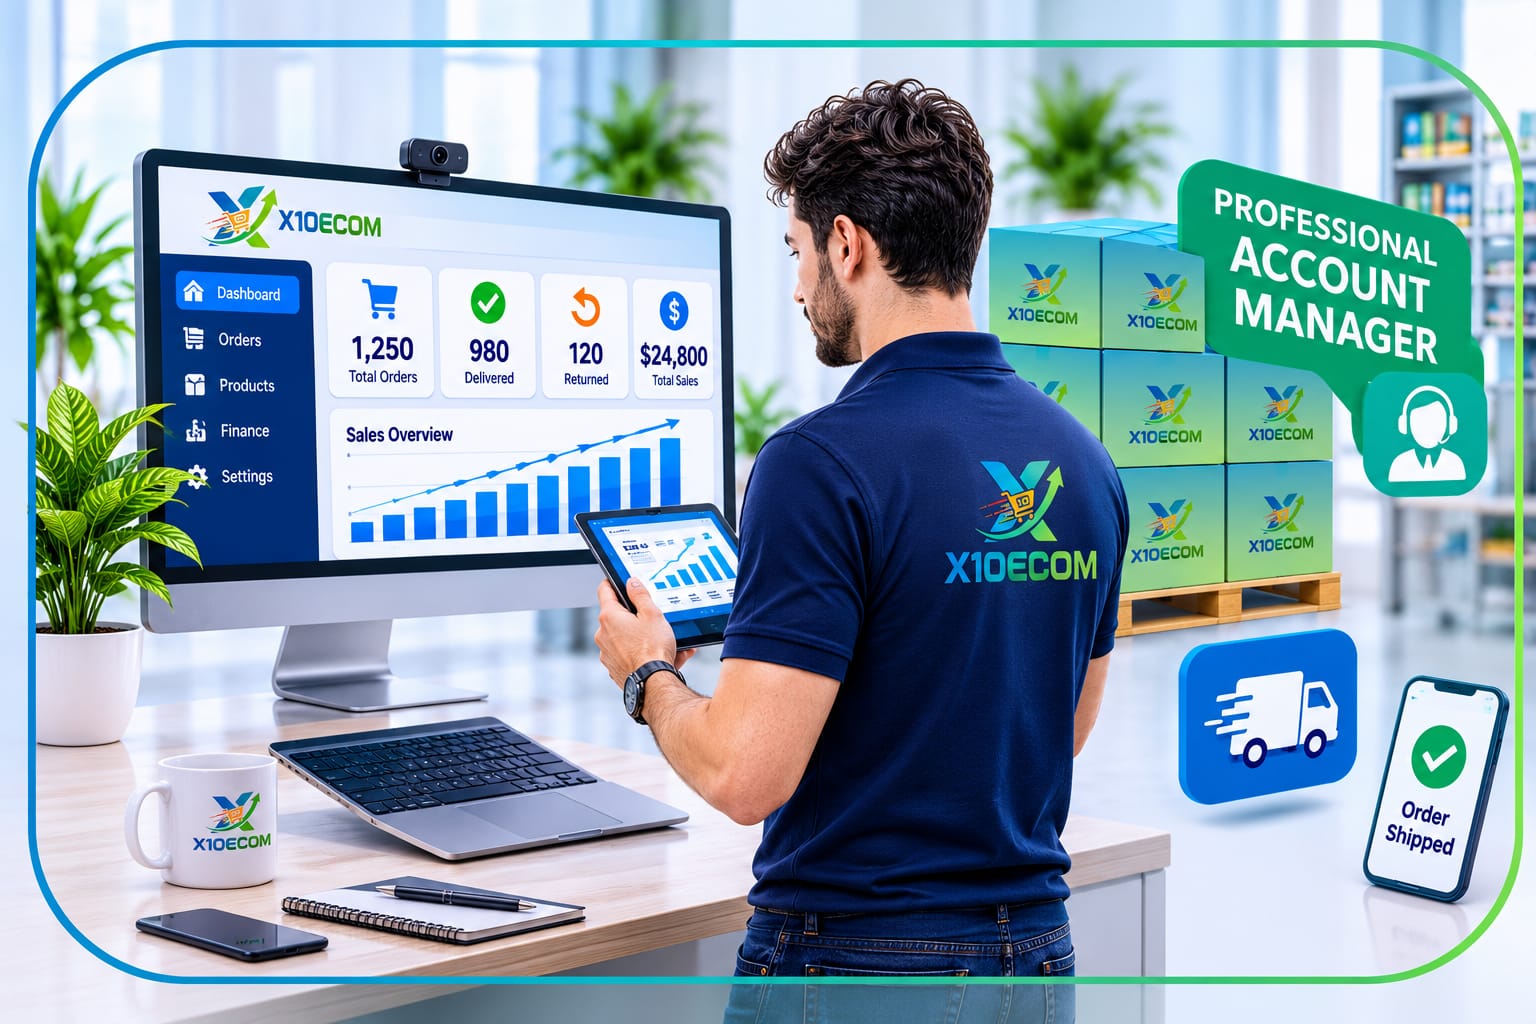 X10ECOM
Dashboard
Orders
Products
Finance
Settings
1,250
Total Orders
980
Delivered
120
Returned
$24,800
Total Sales
Sales Overview
PROFESSIONAL
ACCOUNT
MANAGER
X10ECOM
X10ECOM
X10ECOM
X10ECOM
X10ECOM
X10ECOM
10
X10ECOM
X10ECOM
Order
Shipped